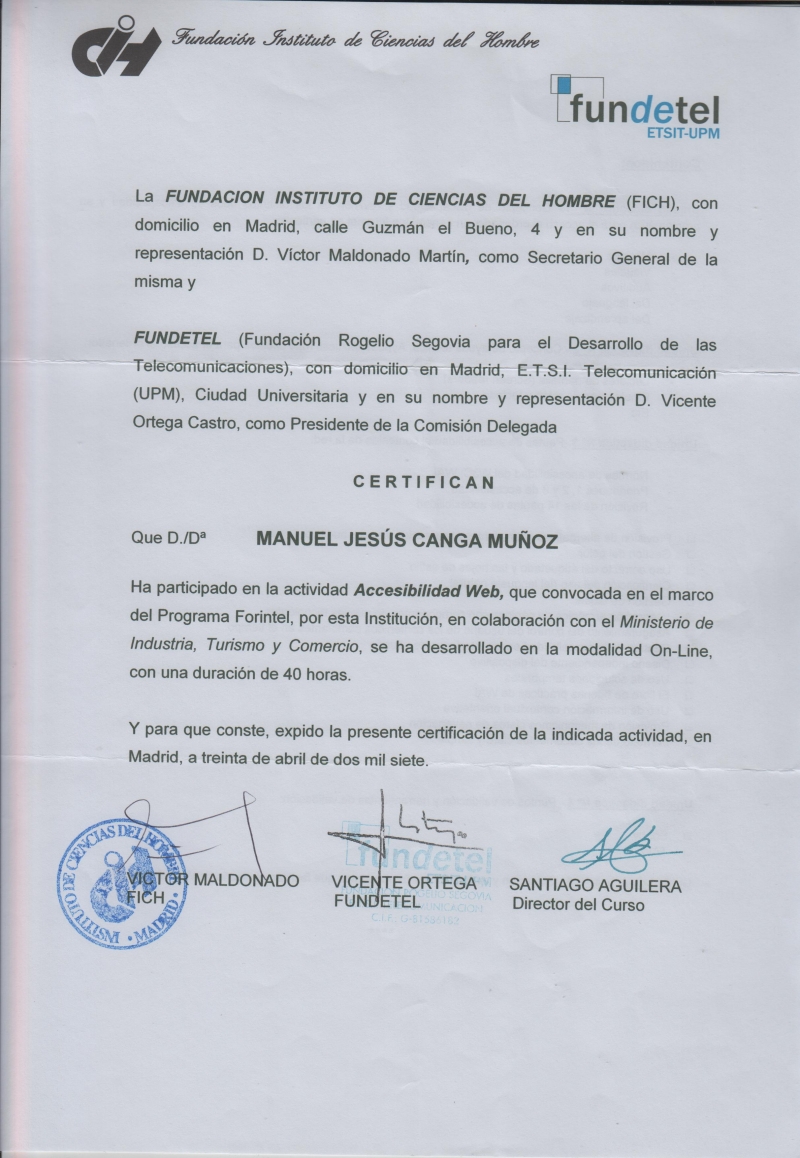 CIH Fundación Instituto de Ciencias del Hombre
fundetel
ETSIT-UPM
La FUNDACION INSTITUTO DE CIENCIAS DEL HOMBRE (FICH), con
domicilio en Madrid, calle Guzmán el Bueno, 4 y en su nombre y
representación D. Víctor Maldonado Martín, como Secretario General de la
misma y
FUNDETEL (Fundación Rogelio Segovia para el Desarrollo de las
Telecomunicaciones), con domicilio en Madrid, E.T.S.I. Telecomunicación
(UPM), Ciudad Universitaria y en su nombre y representación D. Vicente
Ortega Castro, como Presidente de la Comisión Delegada
CERTIFICAN
Que D./Dª MANUEL JESÚS CANGA MUÑOZ
Ha participado en la actividad Accesibilidad Web, que convocada en el marco
del Programa Forintel, por esta Institución, en colaboración con el Ministerio de
Industria, Turismo y Comercio, se ha desarrollado en la modalidad On-Line,
con una duración de 40 horas.
Y para que conste, expido la presente certificación de la indicada actividad, en
Madrid, a treinta de abril de dos mil siete.
INSTITUTO DE CIENCIAS DEL HOMBRE • MADRID •
fundetel
VICTOR MALDONADO VICENTE ORTEGA SANTIAGO AGUILERA
FICH FUNDETEL Director del Curso